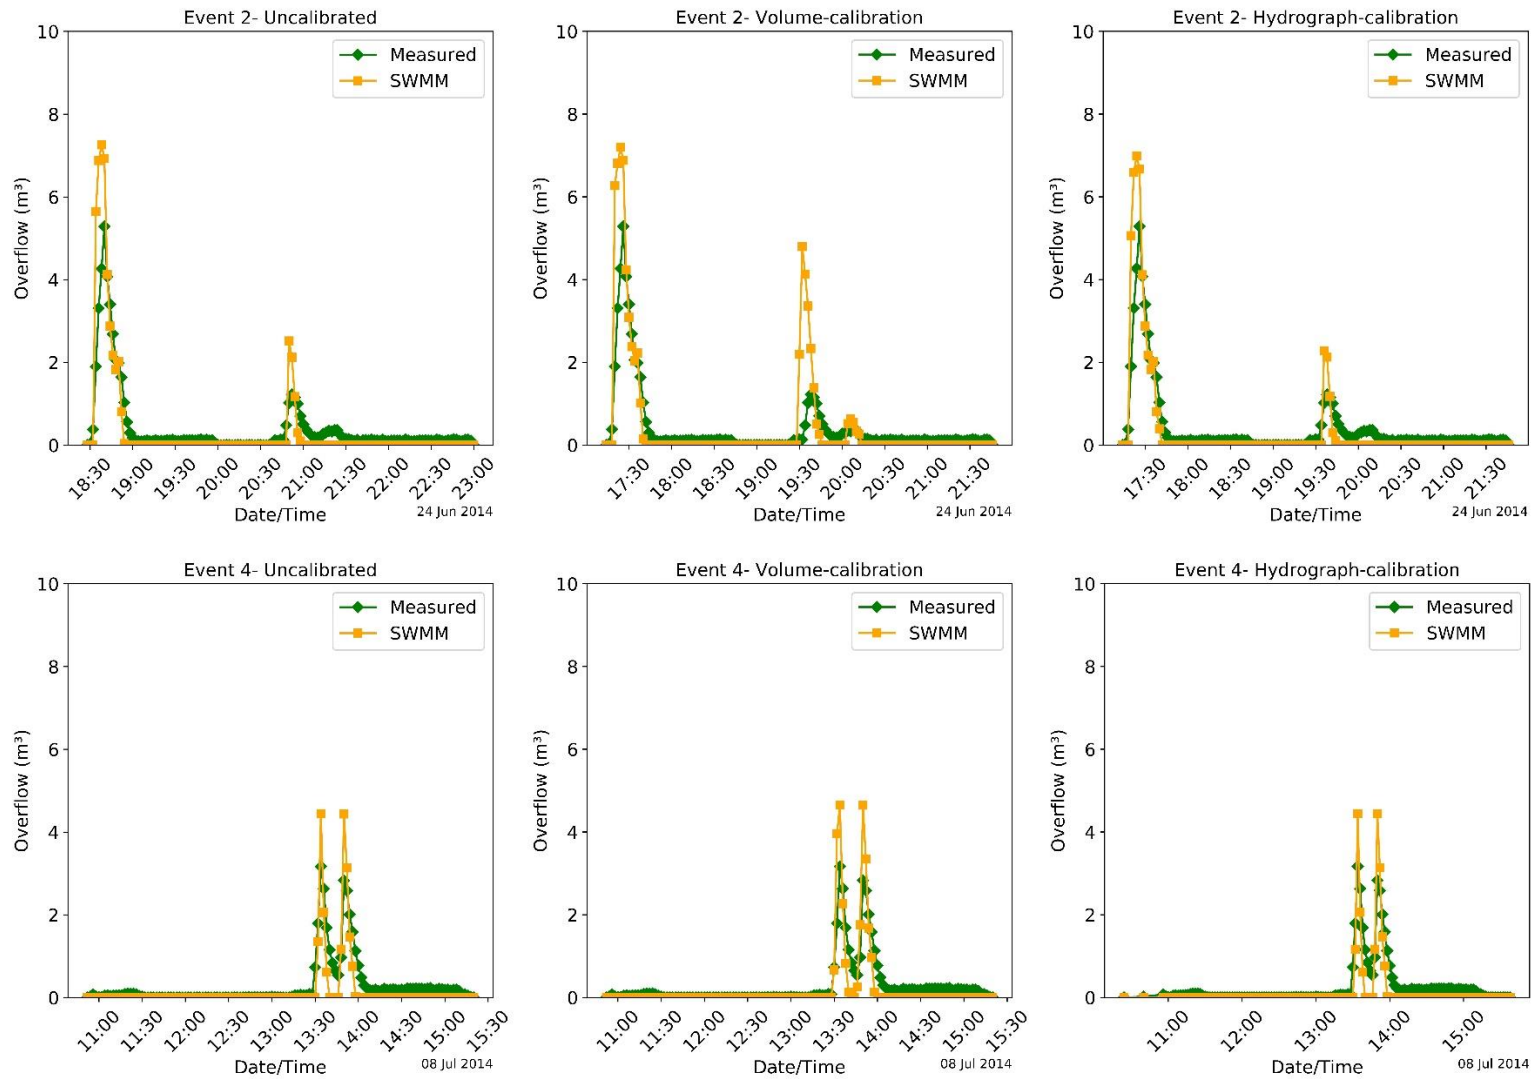 Event 2- Uncalibrated
10
8
6
4
2
0
Overflow (m³)
Measured
SWMM
18:30
19:00
19:30
20:00
20:30
21:00
21:30
22:00
22:30
23:00
Date/Time
24 Jun 2014
Event 2- Volume-calibration
10
8
6
4
2
0
Overflow (m³)
Measured
SWMM
17:30
18:00
18:30
19:00
19:30
20:00
20:30
21:00
21:30
Date/Time
24 Jun 2014
Event 2- Hydrograph-calibration
10
8
6
4
2
0
Overflow (m³)
Measured
SWMM
17:30
18:00
18:30
19:00
19:30
20:00
20:30
21:00
21:30
Date/Time
24 Jun 2014
Event 4- Uncalibrated
10
8
6
4
2
0
Overflow (m³)
Measured
SWMM
11:00
11:30
12:00
12:30
13:00
13:30
14:00
14:30
15:00
15:30
Date/Time
08 Jul 2014
Event 4- Volume-calibration
10
8
6
4
2
0
Overflow (m³)
Measured
SWMM
11:00
11:30
12:00
12:30
13:00
13:30
14:00
14:30
15:00
15:30
Date/Time
08 Jul 2014
Event 4- Hydrograph-calibration
10
8
6
4
2
0
Overflow (m³)
Measured
SWMM
11:00
12:00
13:00
14:00
15:00
Date/Time
08 Jul 2014